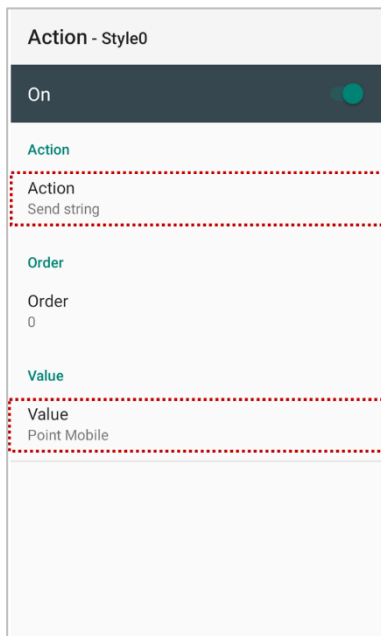 Action - Style0
On
Action
Action
Send string
Order
Order
0
Value
Value
Point Mobile